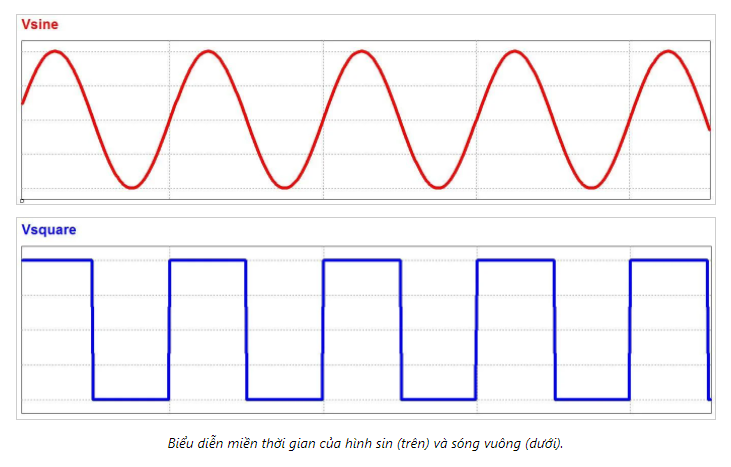 Vsine
Vsquare
Biểu diễn miền thời gian của hình sin (trên) và sóng vuông (dưới).